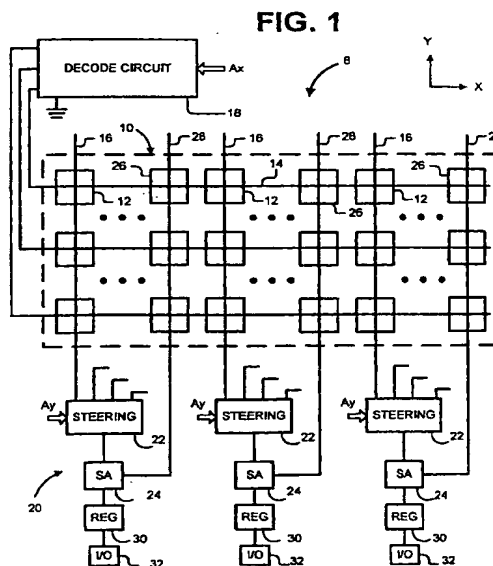 FIG. 1
DECODE CIRCUIT
Ax
18
8
Y
X
16
10
28
16
28
16
2
26
14
26
12
12
26
12
Ay
STEERING
22
Ay
STEERING
22
Ay
STEERING
22
20
SA
24
SA
24
SA
24
REG
30
REG
30
REG
30
I/O
32
I/O
32
I/O
32